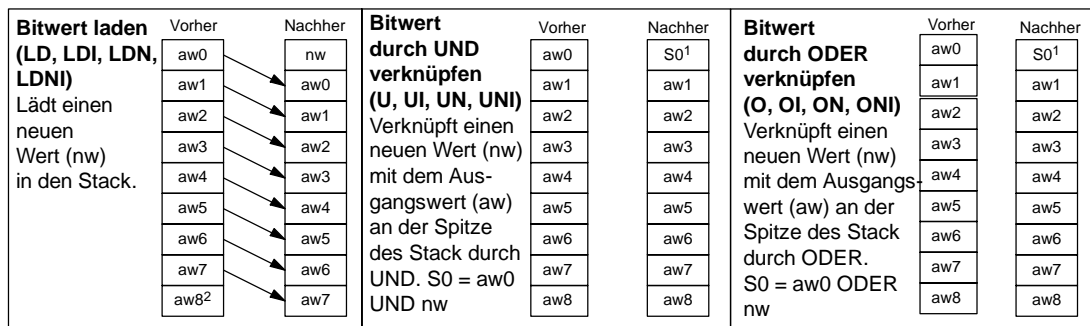 Bitwert laden
(LD, LDI, LDN,
LDNI)
Lädt einen
neuen
Wert (nw)
in den Stack.
Vorher
aw0
aw1
aw2
aw3
aw4
aw5
aw6
aw7
aw8²
Nachher
nw
aw0
aw1
aw2
aw3
aw4
aw5
aw6
aw7
Bitwert
durch UND
verknüpfen
(U, UI, UN, UNI)
Verknüpft einen
neuen Wert (nw)
mit dem Aus-
gangswert (aw)
an der Spitze
des Stack durch
UND. S0 = aw0
UND nw
Vorher
aw0
aw1
aw2
aw3
aw4
aw5
aw6
aw7
aw8
Nachher
S0¹
aw1
aw2
aw3
aw4
aw5
aw6
aw7
aw8
Bitwert
durch ODER
verknüpfen
(O, OI, ON, ONI)
Verknüpft einen
neuen Wert (nw)
mit dem Ausgangs-
wert (aw) an der
Spitze des Stack
durch ODER.
S0 = aw0 ODER
nw
Vorher
aw0
aw1
aw2
aw3
aw4
aw5
aw6
aw7
aw8
Nachher
S0¹
aw1
aw2
aw3
aw4
aw5
aw6
aw7
aw8